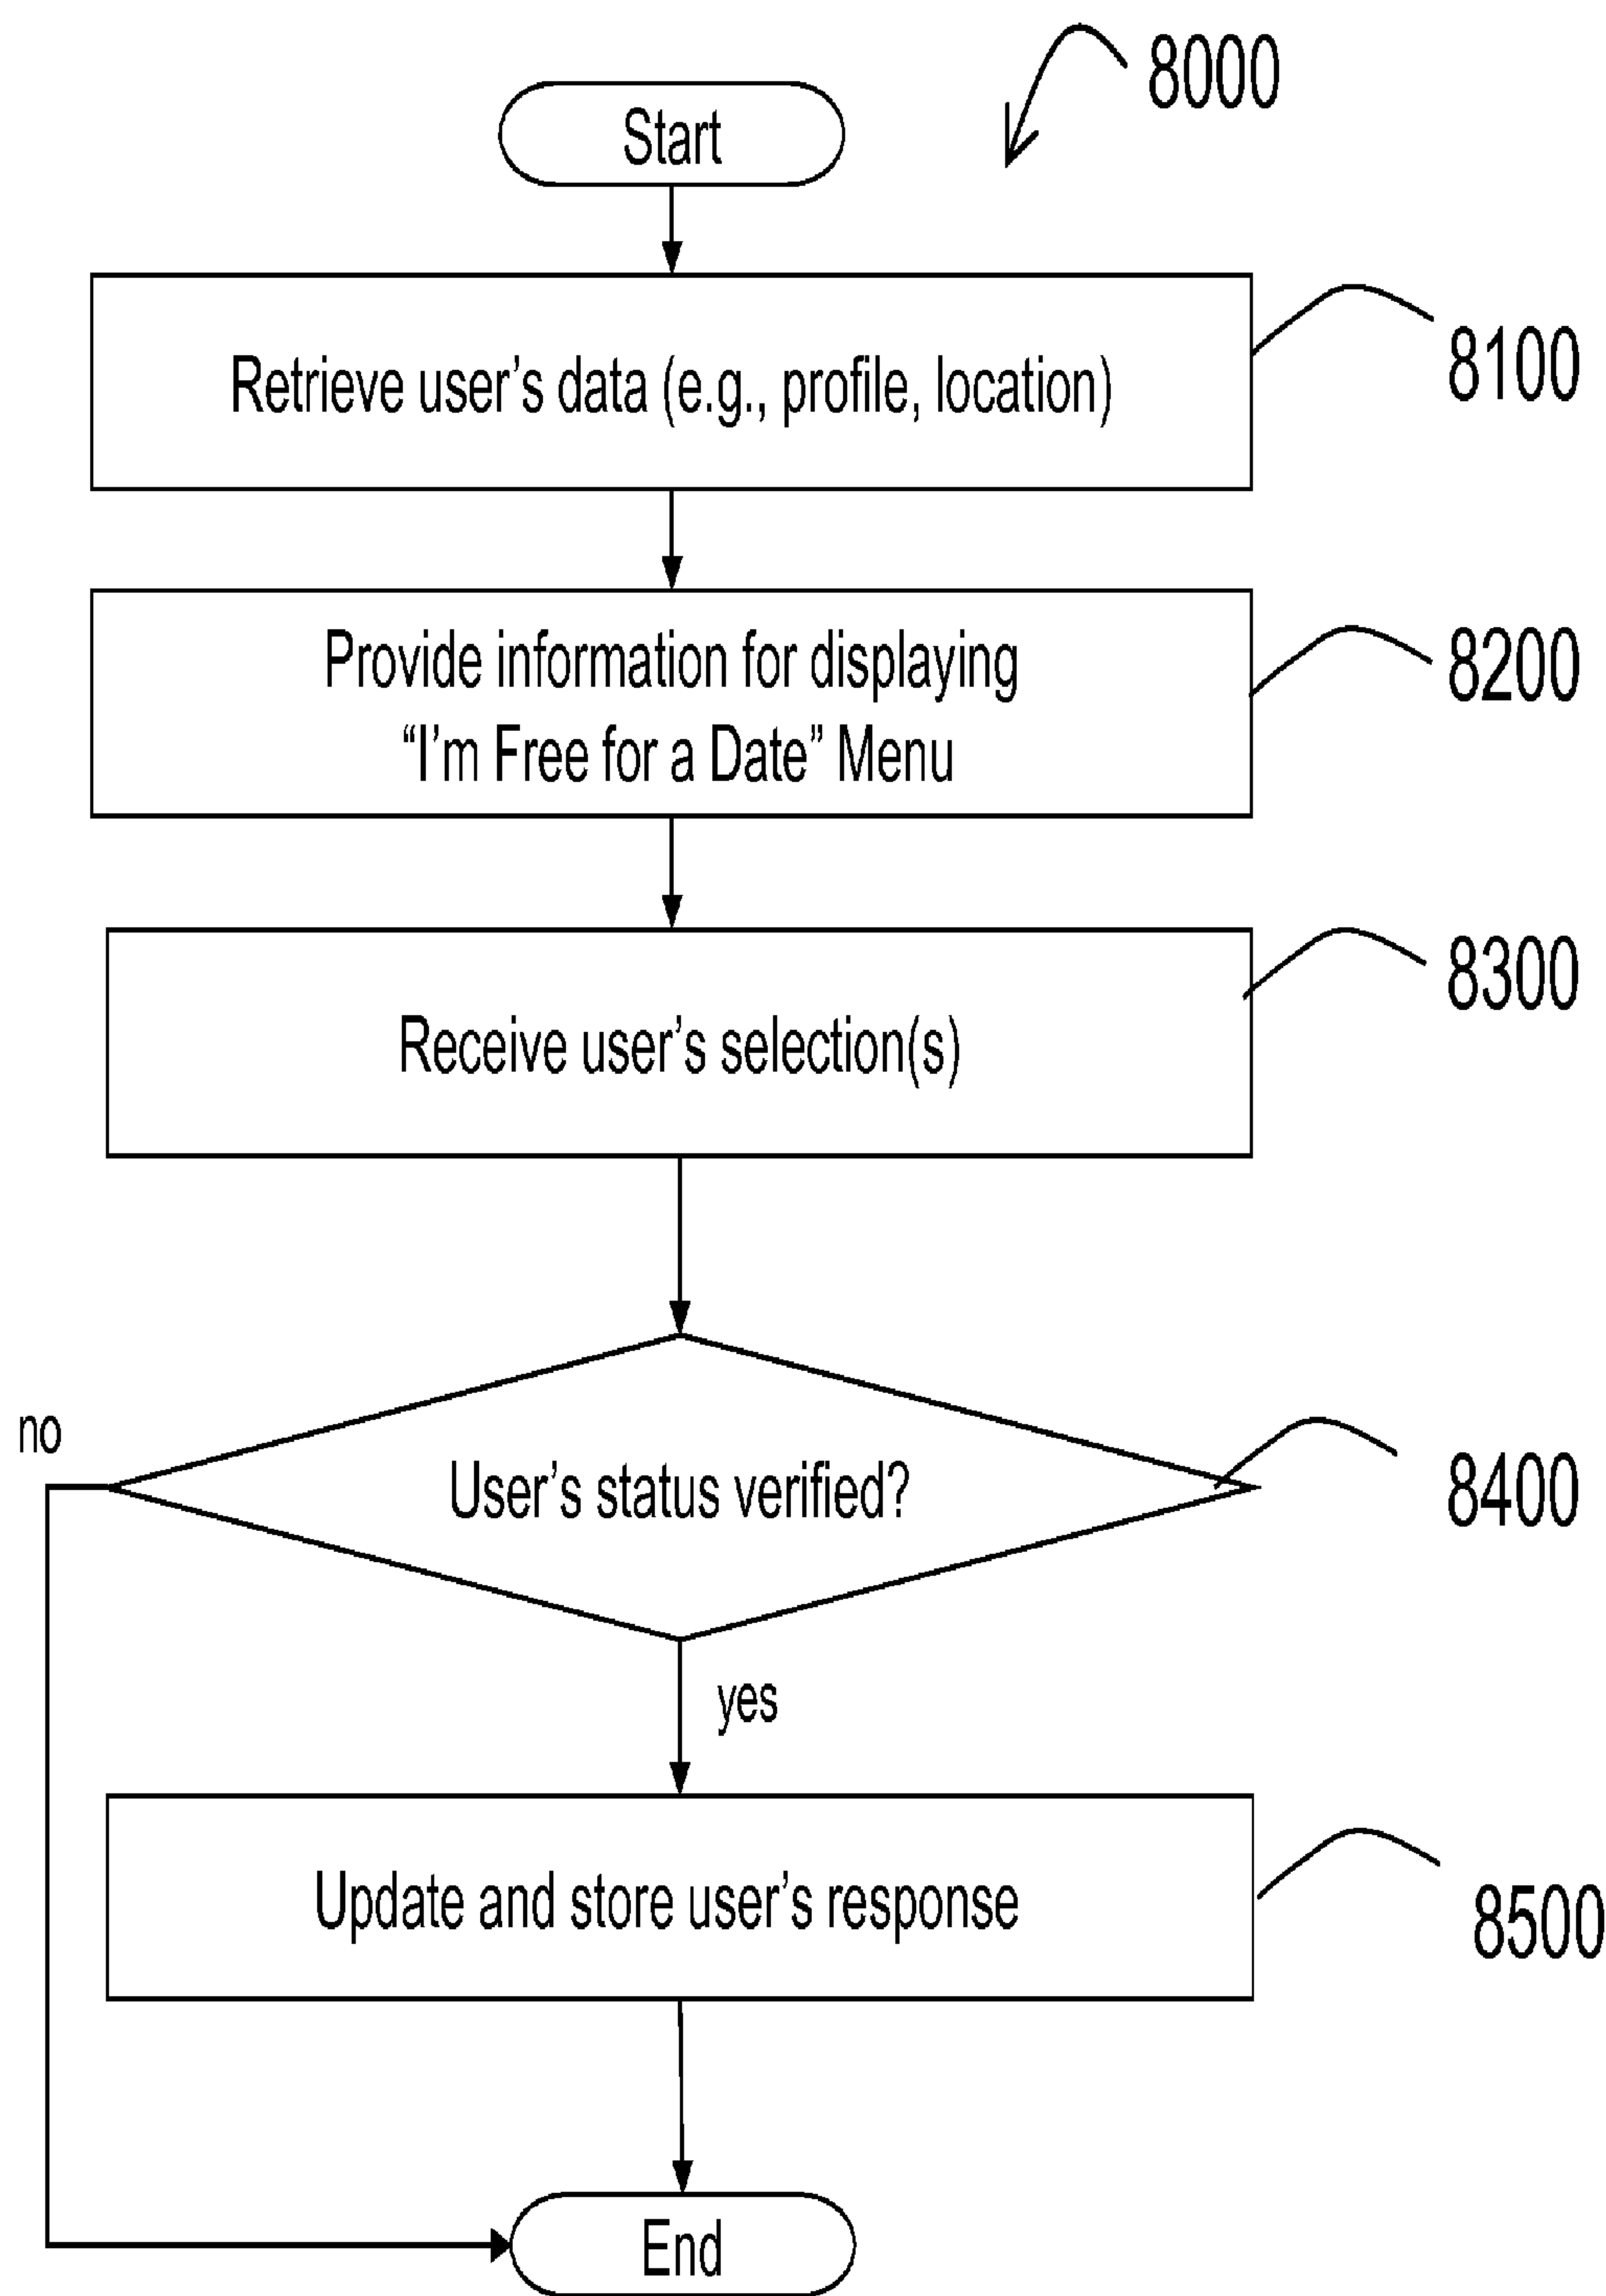 8000
Start
Retrieve user's data (e.g., profile, location)
8100
Provide information for displaying
“I'm Free for a Date” Menu
8200
Receive user's selection(s)
8300
no
User's status verified?
8400
yes
Update and store user's response
8500
End